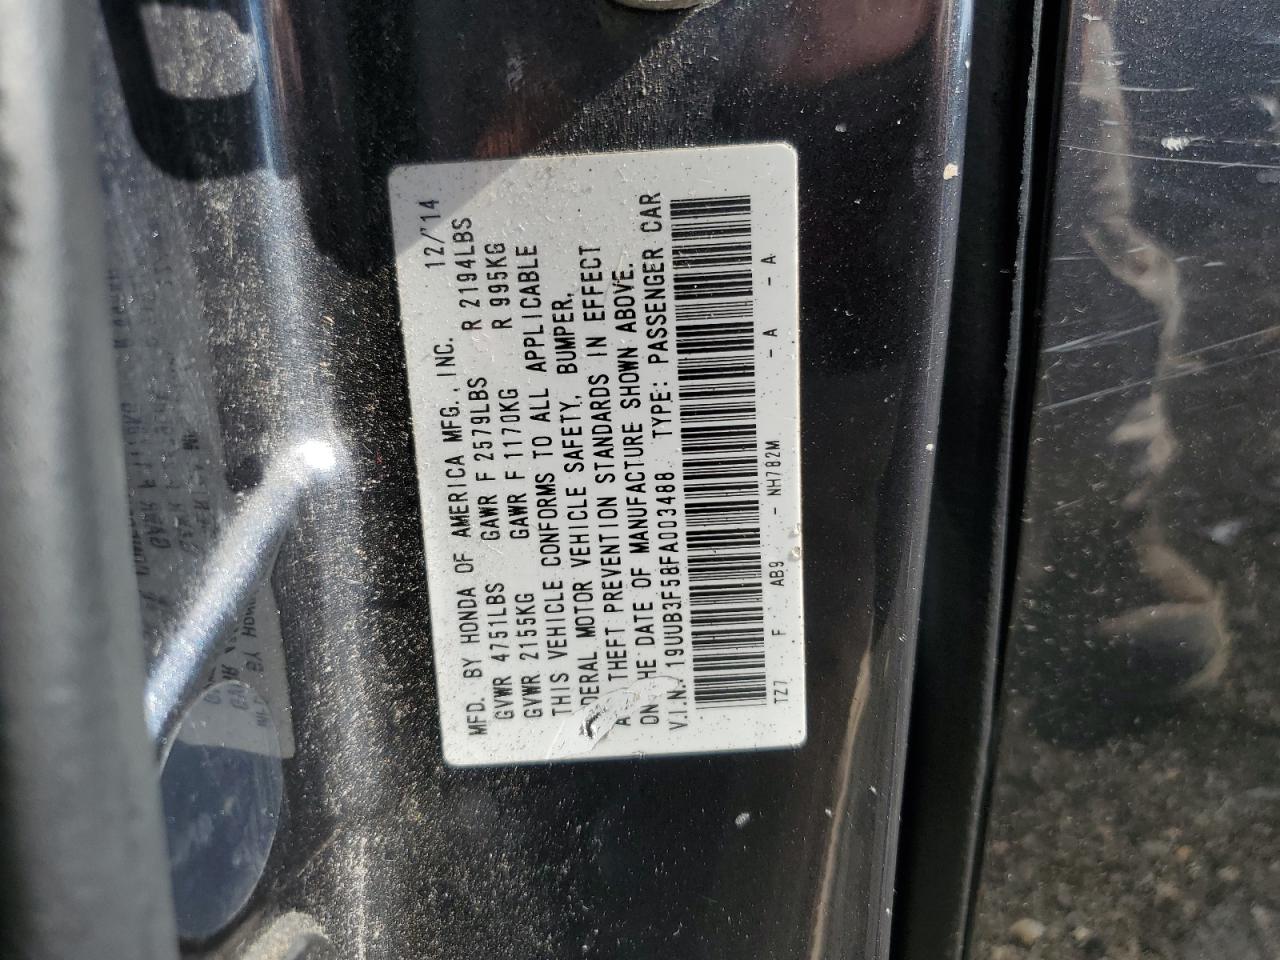 MFD. BY HONDA OF AMERICA MFG., INC. 12/'14
GVWR 4751LBS GAWR F 2579LBS R 2194LBS
GVWR 2155KG GAWR F 1170KG R 995KG
THIS VEHICLE CONFORMS TO ALL APPLICABLE
DERAL MOTOR VEHICLE SAFETY, BUMPER,
A THEFT PREVENTION STANDARDS IN EFFECT
ON HE DATE OF MANUFACTURE SHOWN ABOVE.
V.I.N. 19UUB3F58FA003488 TYPE: PASSENGER CAR
TZ7 F AB9 - NH782M - A - A